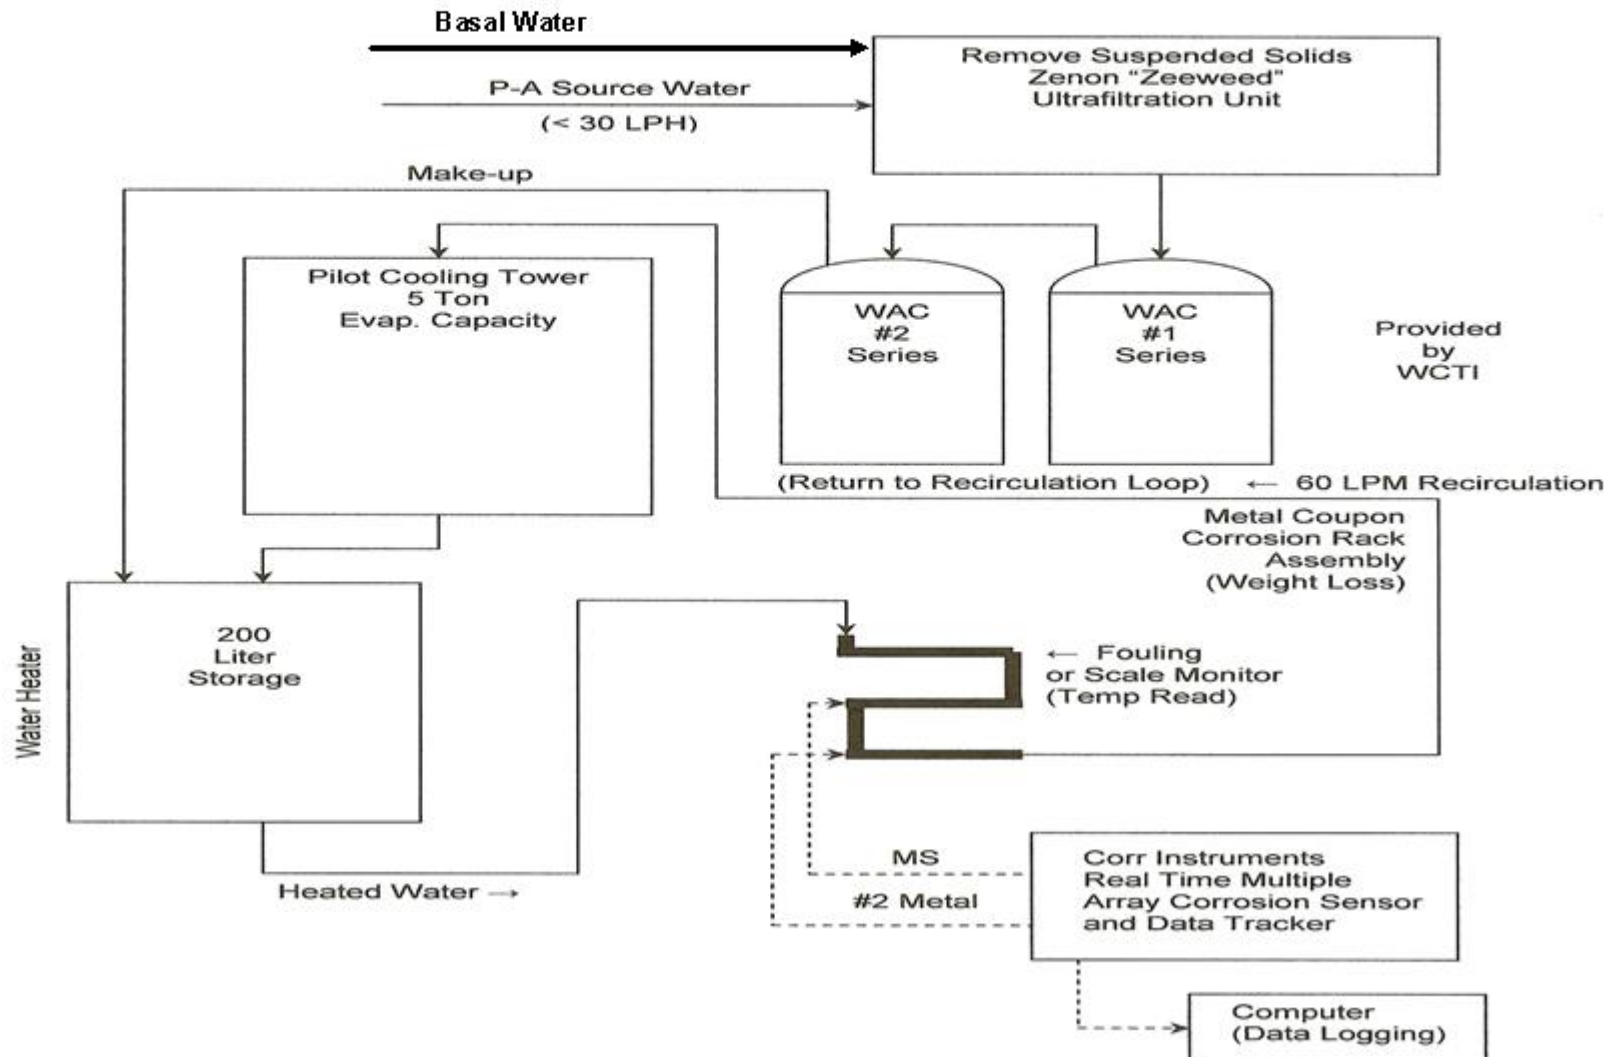 Basal Water
Remove Suspended Solids
Zenon “Zeeweed”
Ultrafiltration Unit
P-A Source Water
(< 30 LPH)
Make-up
Pilot Cooling Tower
5 Ton
Evap. Capacity
WAC
#2
Series
WAC
#1
Series
Provided
by
WCTI
(Return to Recirculation Loop) ← 60 LPM Recirculation
Metal Coupon
Corrosion Rack
Assembly
(Weight Loss)
Water Heater
200
Liter
Storage
← Fouling
or Scale Monitor
(Temp Read)
Heated Water →
MS
#2 Metal
Corr Instruments
Real Time Multiple
Array Corrosion Sensor
and Data Tracker
Computer
(Data Logging)